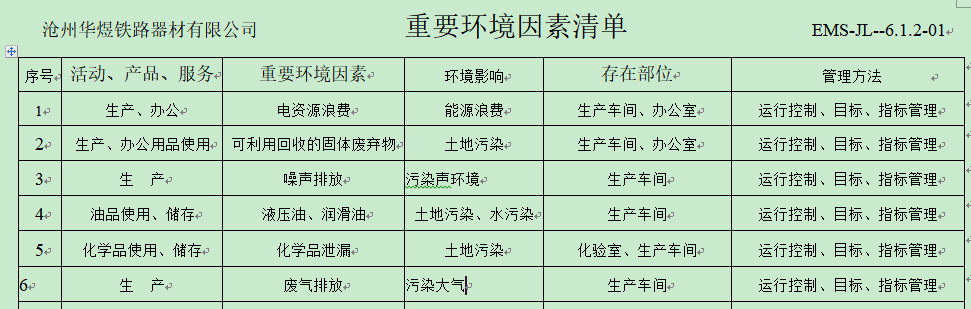 沧州华煜铁路器材有限公司 重要环境因素清单 EMS-JL--6.1.2-01
序号 活动、产品、服务 重要环境因素 环境影响 存在部位 管理方法
1 生产、办公 电资源浪费 能源浪费 生产车间、办公室 运行控制、目标、指标管理
2 生产、办公用品使用 可利用回收的固体废弃物 土地污染 生产车间、办公室 运行控制、目标、指标管理
3 生 产 噪声排放 污染声环境 生产车间 运行控制、目标、指标管理
4 油品使用、储存 液压油、润滑油 土地污染、水污染 生产车间 运行控制、目标、指标管理
5 化学品使用、储存 化学品泄漏 土地污染 化验室、生产车间 运行控制、目标、指标管理
6 生 产 废气排放 污染大气 生产车间 运行控制、目标、指标管理